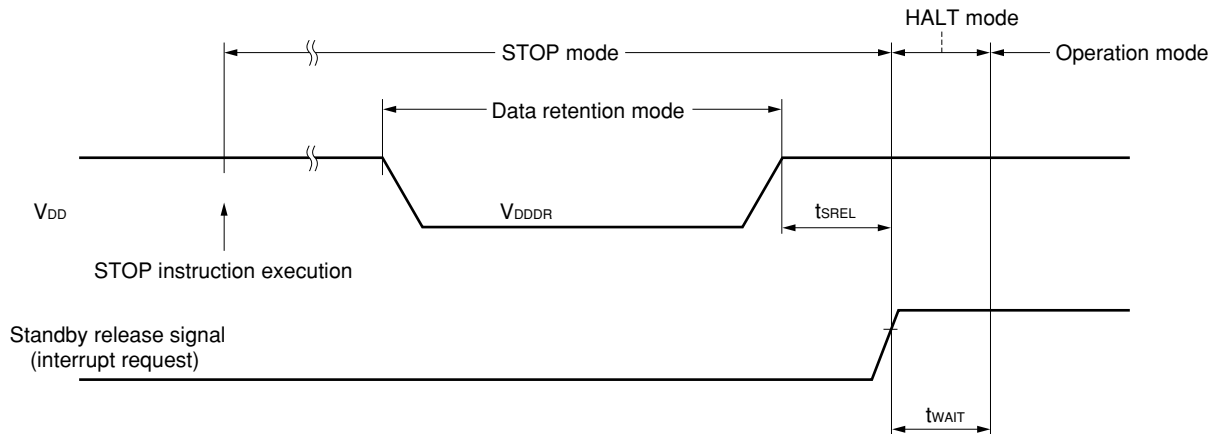 HALT mode
STOP mode
Operation mode
Data retention mode
VDD
VDDDR
tSREL
STOP instruction execution
Standby release signal
(interrupt request)
tWAIT